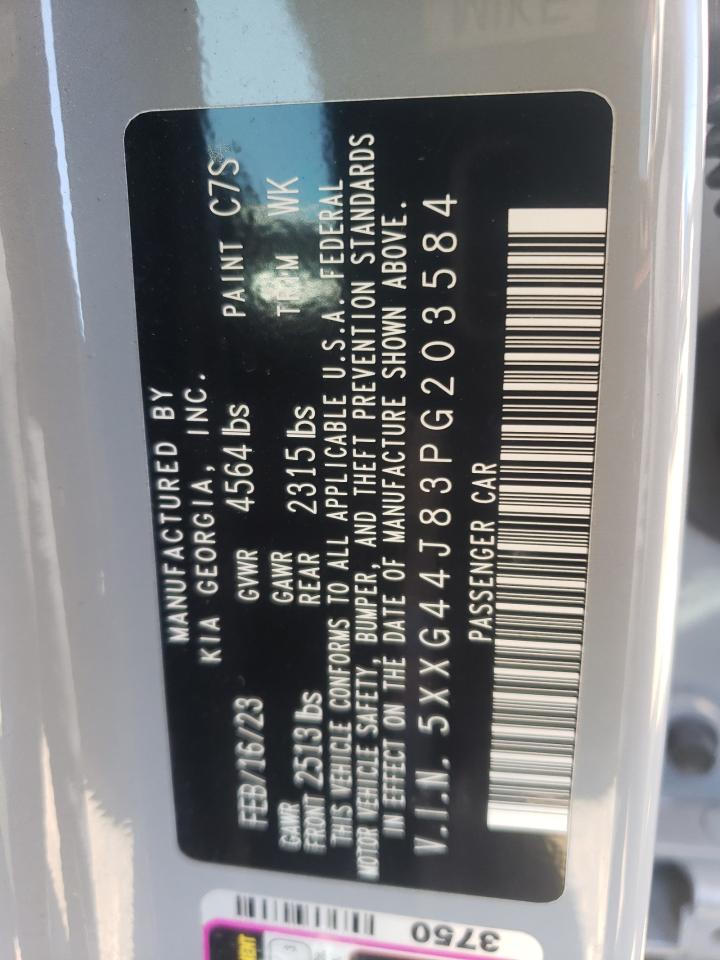 MANUFACTURED BY
KIA GEORGIA, INC.
FEB/16/23 GVWR 4564 lbs PAINT C7S
GAWR FRONT 2513 lbs GAWR REAR 2315 lbs TRIM WK
THIS VEHICLE CONFORMS TO ALL APPLICABLE U.S.A. FEDERAL
MOTOR VEHICLE SAFETY, BUMPER, AND THEFT PREVENTION STANDARDS
IN EFFECT ON THE DATE OF MANUFACTURE SHOWN ABOVE.
V.I.N. 5XXG44J83PG203584
PASSENGER CAR
3750